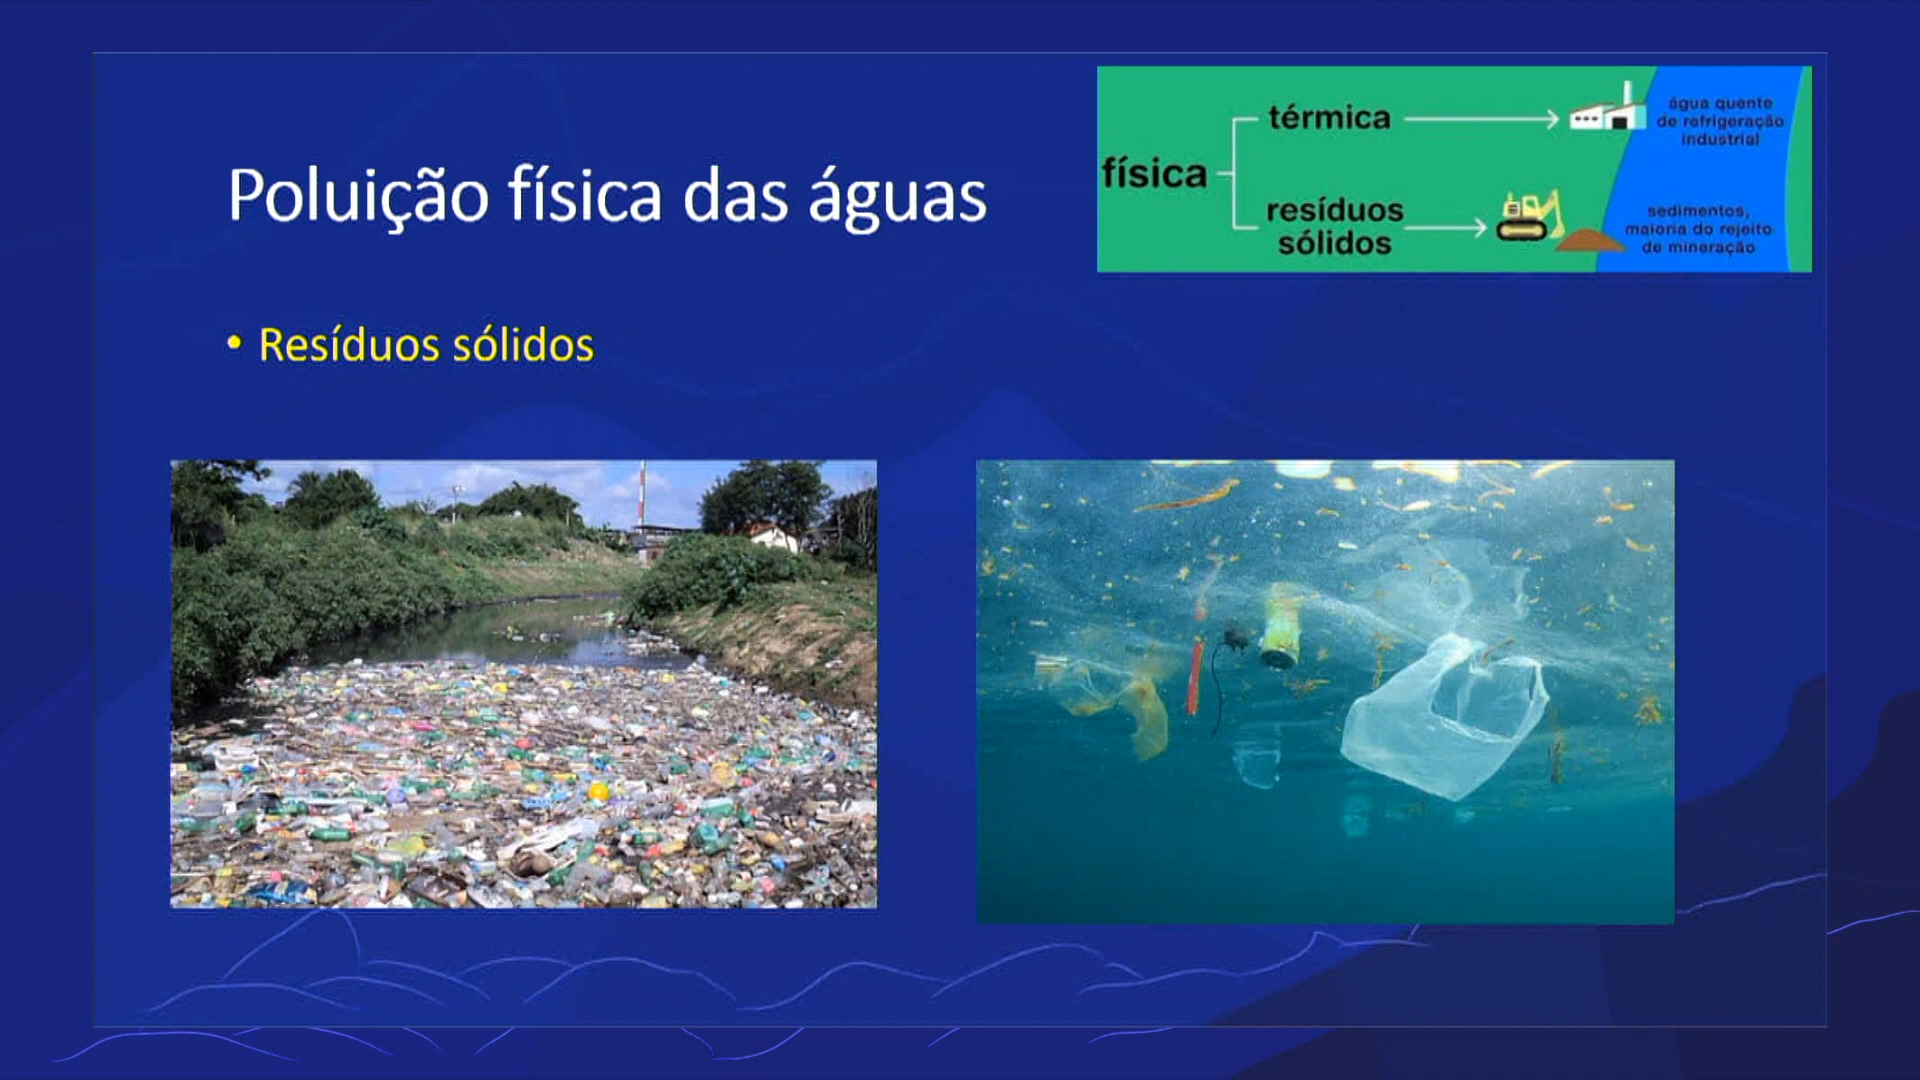 Poluição física das águas
física
térmica
água quente
de refrigeração
industrial
resíduos
sólidos
sedimentos,
maioria do rejeito
de mineração
• Resíduos sólidos